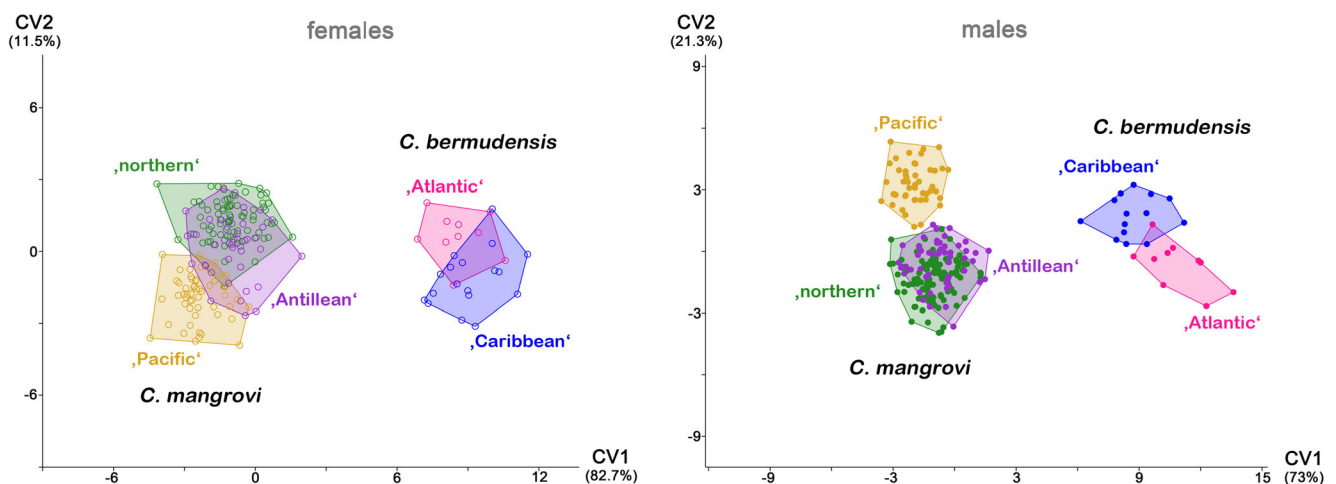 CV2
(11.5%)
females
6
3
0
-3
-6
‚northern‘
‚Antillean‘
‚Pacific‘
C. mangrovi
C. bermudensis
‚Atlantic‘
‚Caribbean‘
-6
0
6
12
CV1
(82.7%)
CV2
(21.3%)
males
9
3
-3
-9
‚Pacific‘
‚Antillean‘
‚northern‘
C. mangrovi
C. bermudensis
‚Caribbean‘
‚Atlantic‘
-9
-3
3
9
15
CV1
(73%)